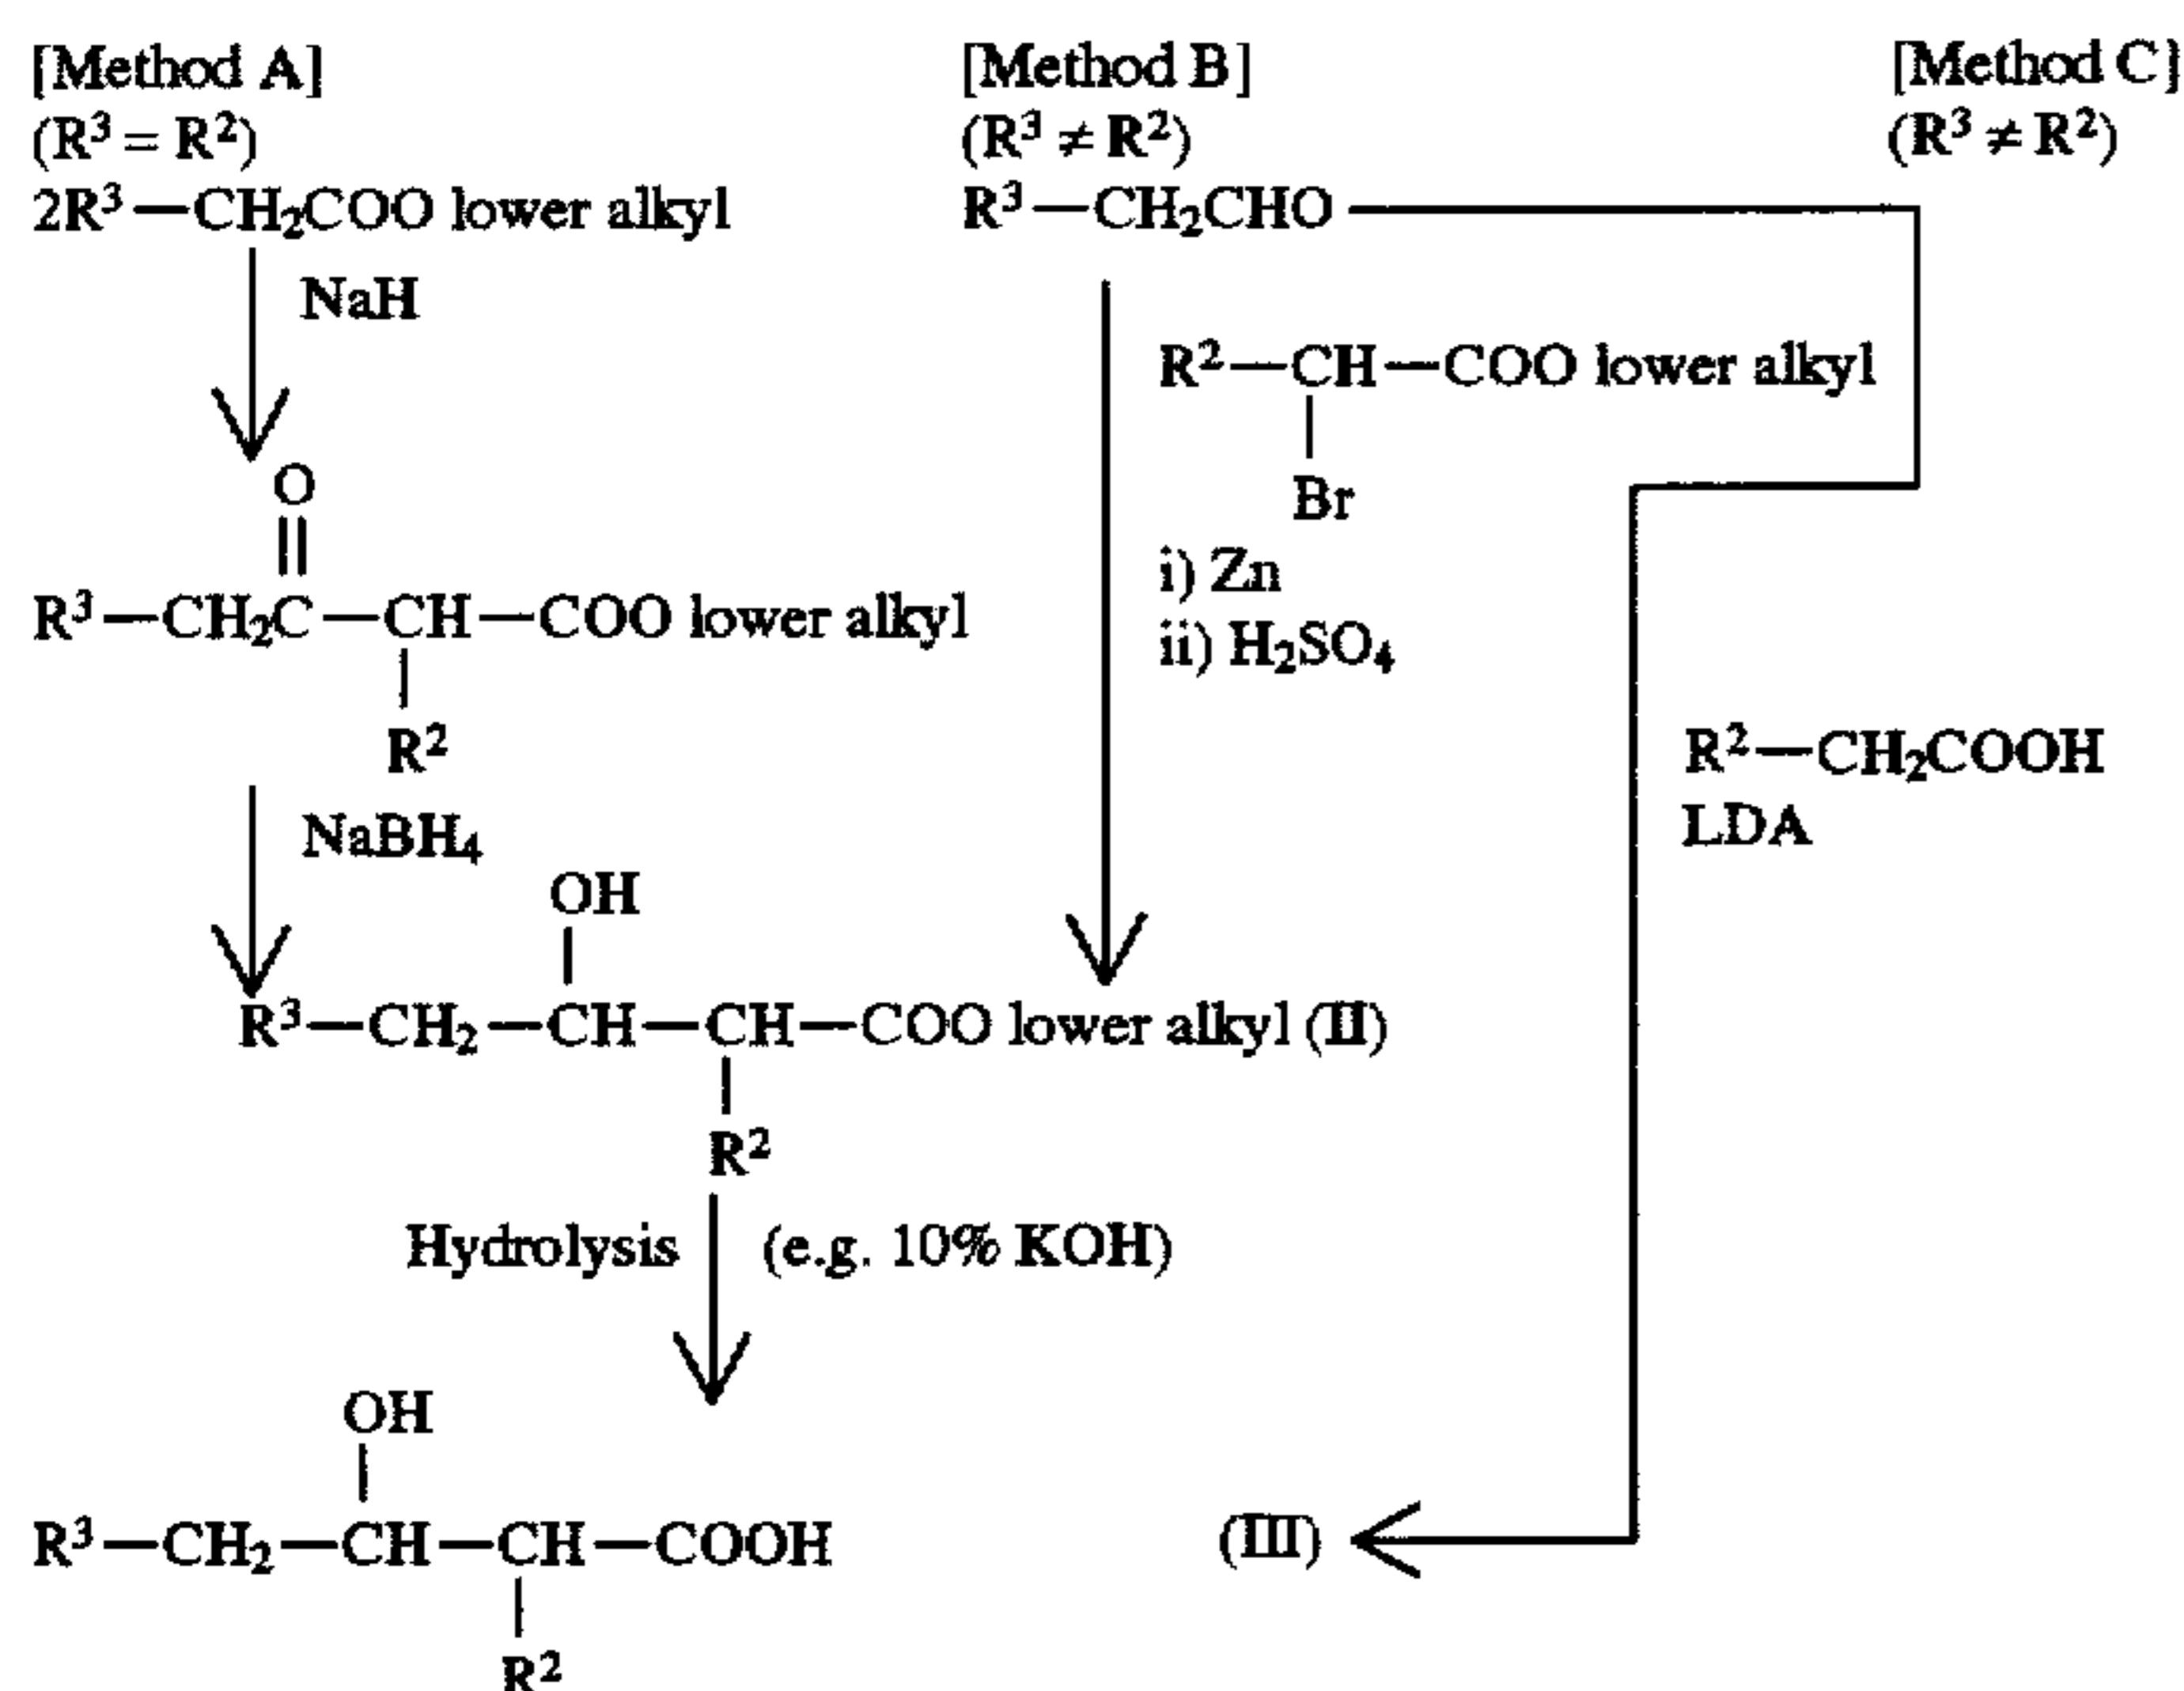 [Method A]
(R³ = R²)
2R³—CH₂COO lower alkyl
NaH
O
R³—CH₂C—CH—COO lower alkyl
R²
NaBH₄
OH
R³—CH₂—CH—CH—COO lower alkyl (II)
R²
Hydrolysis (e.g. 10% KOH)
OH
R³—CH₂—CH—CH—COOH
R²
[Method B]
(R³ ≠ R²)
R³—CH₂CHO
R²—CH—COO lower alkyl
Br
i) Zn
ii) H₂SO₄
[Method C}
(R³ ≠ R²)
R²—CH₂COOH
LDA
(III)